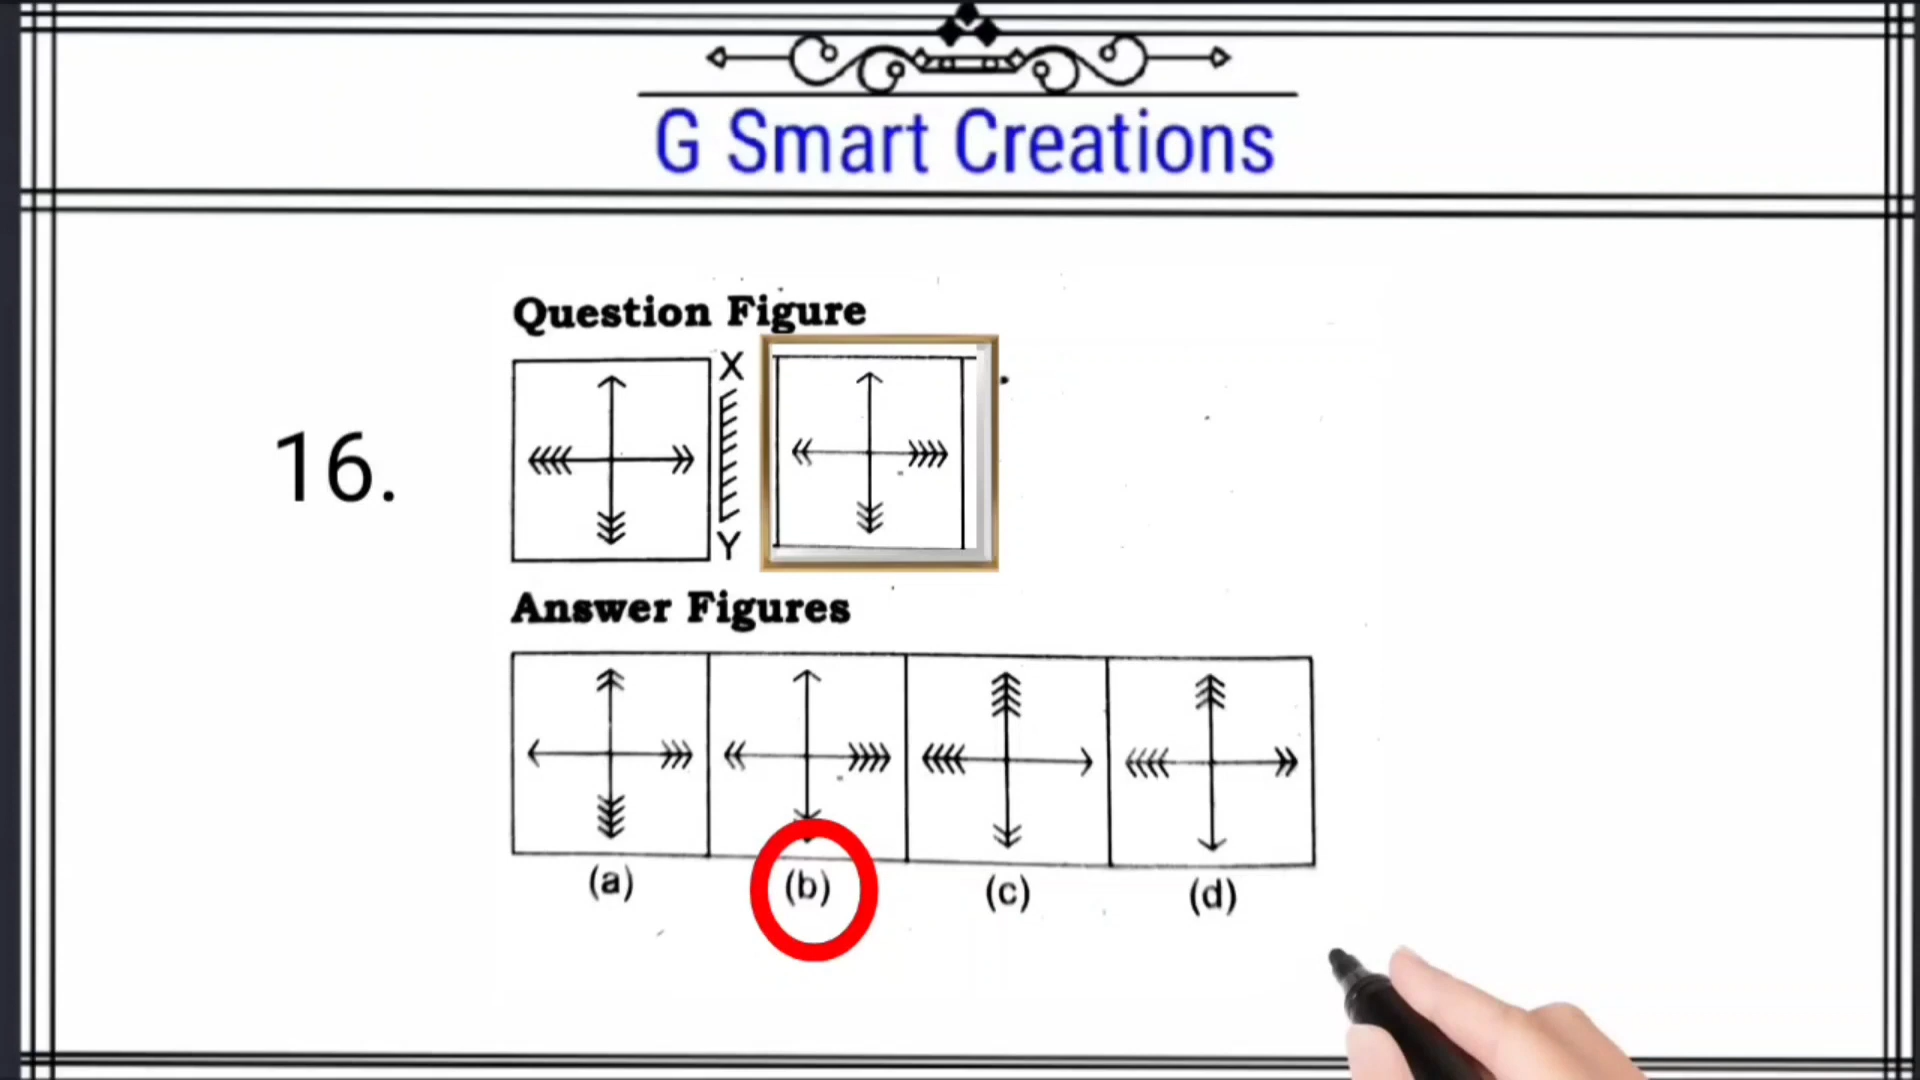 G Smart Creations
Question Figure
X
16.
Y
Answer Figures
(a) (b) (c) (d)